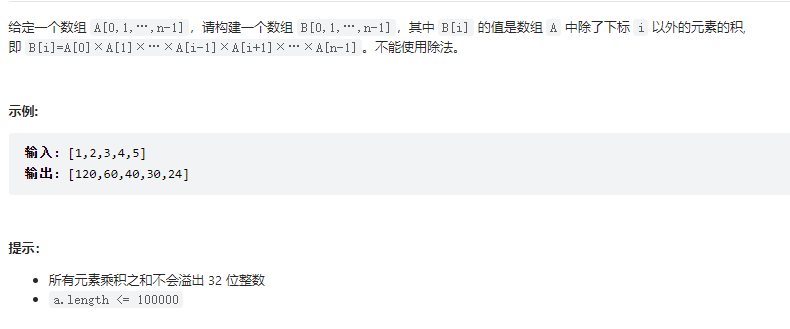 给定一个数组 A[0,1,…,n-1]，请构建一个数组 B[0,1,…,n-1]，其中 B[i] 的值是数组 A 中除了下标 i 以外的元素的积,
即 B[i]=A[0]×A[1]×…×A[i-1]×A[i+1]×…×A[n-1]。不能使用除法。
示例:
输入: [1,2,3,4,5]
输出: [120,60,40,30,24]
提示：
所有元素乘积之和不会溢出 32 位整数
a.length <= 100000